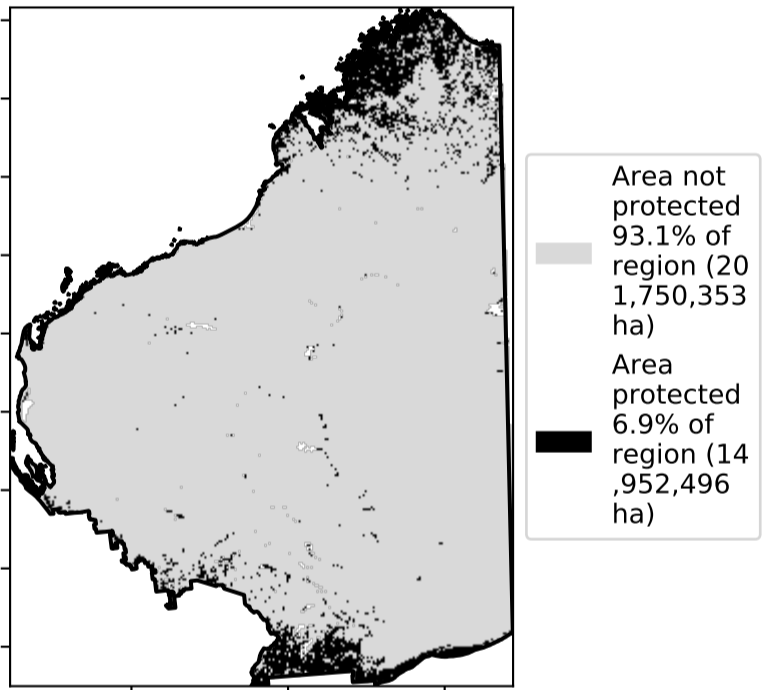 Area not
protected
93.1% of
region (20
1,750,353
ha)
Area
protected
6.9% of
region (14
,952,496
ha)